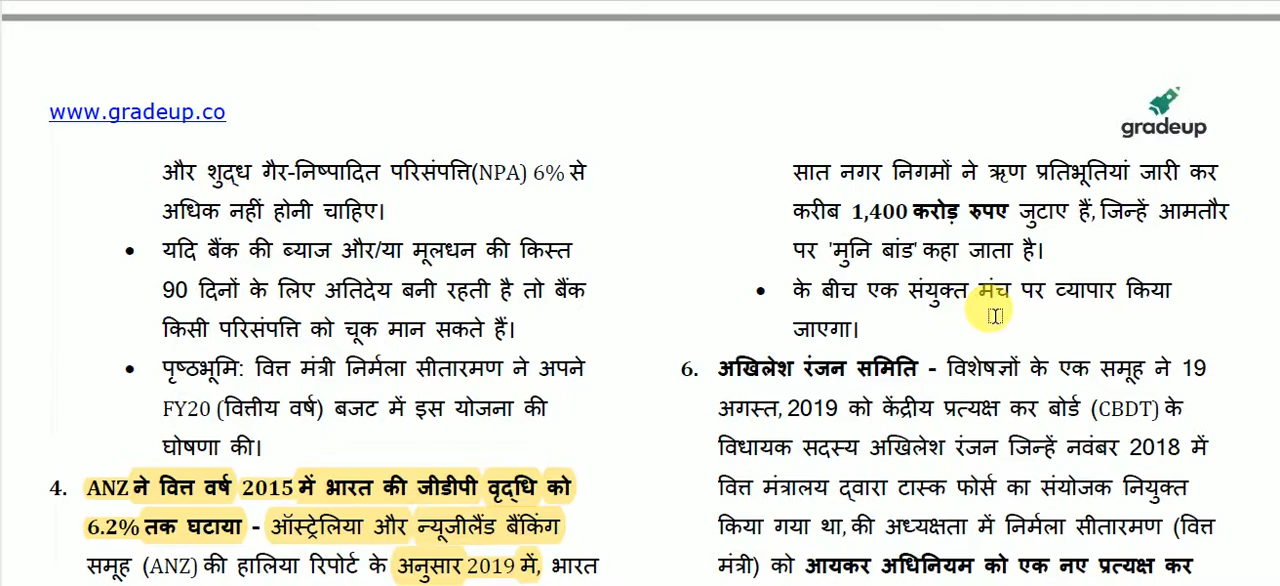 www.gradeup.co
gradeup
और शुद्ध गैर-निष्पादित परिसंपत्ति(NPA) 6% से
अधिक नहीं होनी चाहिए।
• यदि बैंक की ब्याज और/या मूलधन की किस्त
90 दिनों के लिए अतिदेय बनी रहती है तो बैंक
किसी परिसंपत्ति को चूक मान सकते हैं।
• पृष्ठभूमि: वित्त मंत्री निर्मला सीतारमण ने अपने
FY20 (वित्तीय वर्ष) बजट में इस योजना की
घोषणा की।
4. ANZ ने वित्त वर्ष 2015 में भारत की जीडीपी वृद्धि को
6.2% तक घटाया - ऑस्ट्रेलिया और न्यूजीलैंड बैंकिंग
समूह (ANZ) की हालिया रिपोर्ट के अनुसार 2019 में, भारत
सात नगर निगमों ने ऋण प्रतिभूतियां जारी कर
करीब 1,400 करोड़ रुपए जुटाए हैं, जिन्हें आमतौर
पर 'मुनि बांड' कहा जाता है।
• के बीच एक संयुक्त मंच पर व्यापार किया
जाएगा।
6. अखिलेश रंजन समिति - विशेषज्ञों के एक समूह ने 19
अगस्त, 2019 को केंद्रीय प्रत्यक्ष कर बोर्ड (CBDT) के
विधायक सदस्य अखिलेश रंजन जिन्हें नवंबर 2018 में
वित्त मंत्रालय द्वारा टास्क फोर्स का संयोजक नियुक्त
किया गया था, की अध्यक्षता में निर्मला सीतारमण (वित्त
मंत्री) को आयकर अधिनियम को एक नए प्रत्यक्ष कर